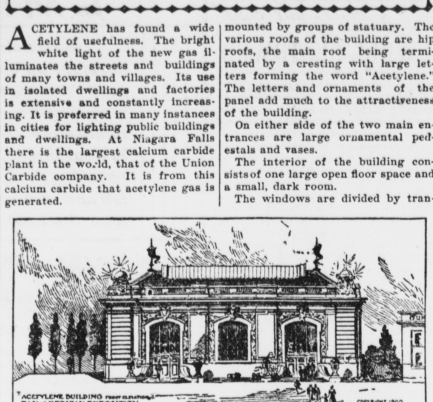 ACETYLENE has found a wide
field of usefulness. The bright
white light of the new gas il-
luminates the streets and buildings
of many towns and villages. Its use
in isolated dwellings and factories
is extensive and constantly increas-
ing. It is preferred in many instances
in cities for lighting public buildings
and dwellings. At Niagara Falls
there is the largest calcium carbide
plant in the world, that of the Union
Carbide company. It is from this
calcium carbide that acetylene gas is
generated.
mounted by groups of statuary. The
various roofs of the building are hip
roofs, the main roof being termi-
nated by a cresting with large let-
ters forming the word "Acetylene."
The letters and ornaments of the
panel add much to the attractiveness
of the building.
On either side of the two main en-
trances are large ornamental ped-
estals and vases.
The interior of the building con-
sists of one large open floor space and
a small, dark room.
The windows are divided by tran-
ACETYLENE BUILDING FRONT ELEVATION
PAN-AMERICAN EXPOSITION
COPYRIGHT 1900